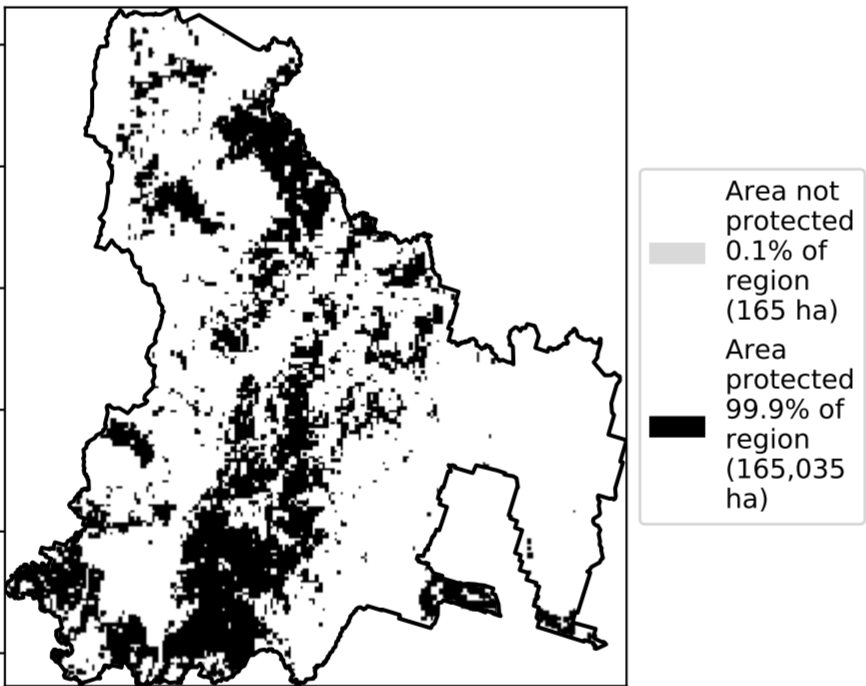 Area not
protected
0.1% of
region
(165 ha)
Area
protected
99.9% of
region
(165,035
ha)